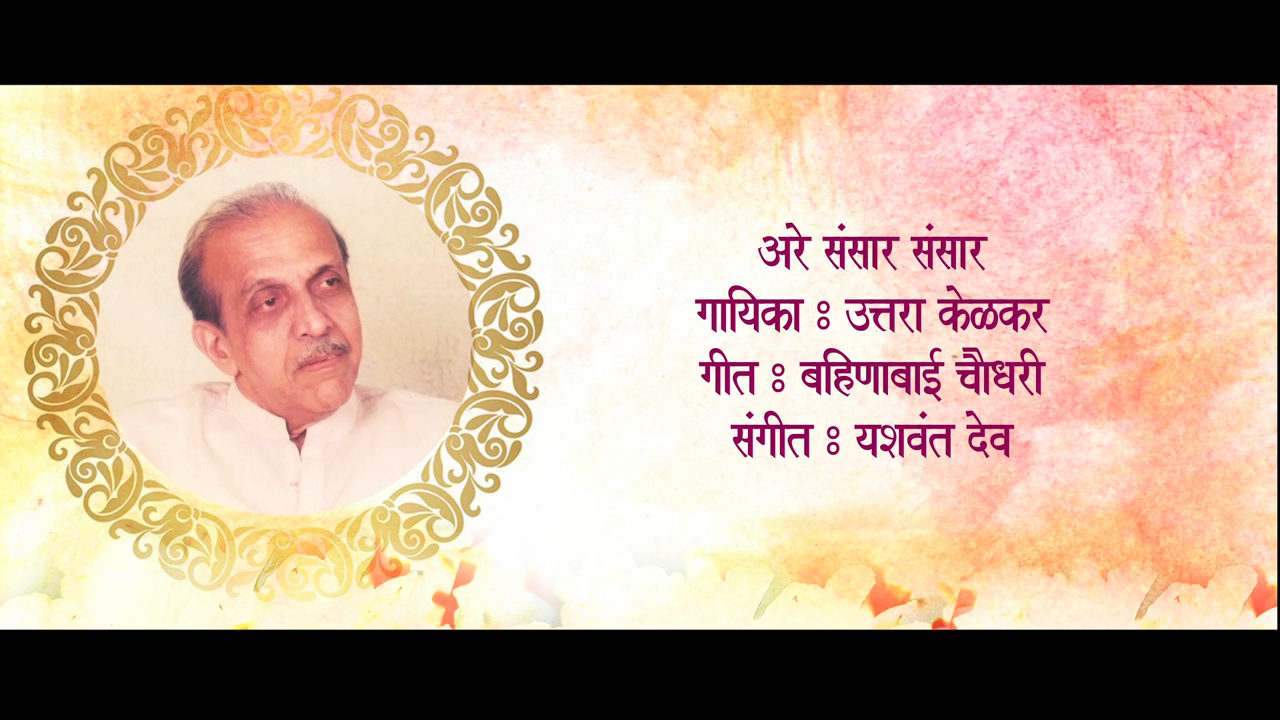 अरे संसार संसार
गायिका : उत्तरा केळकर
गीत : बहिणाबाई चौधरी
संगीत : यशवंत देव